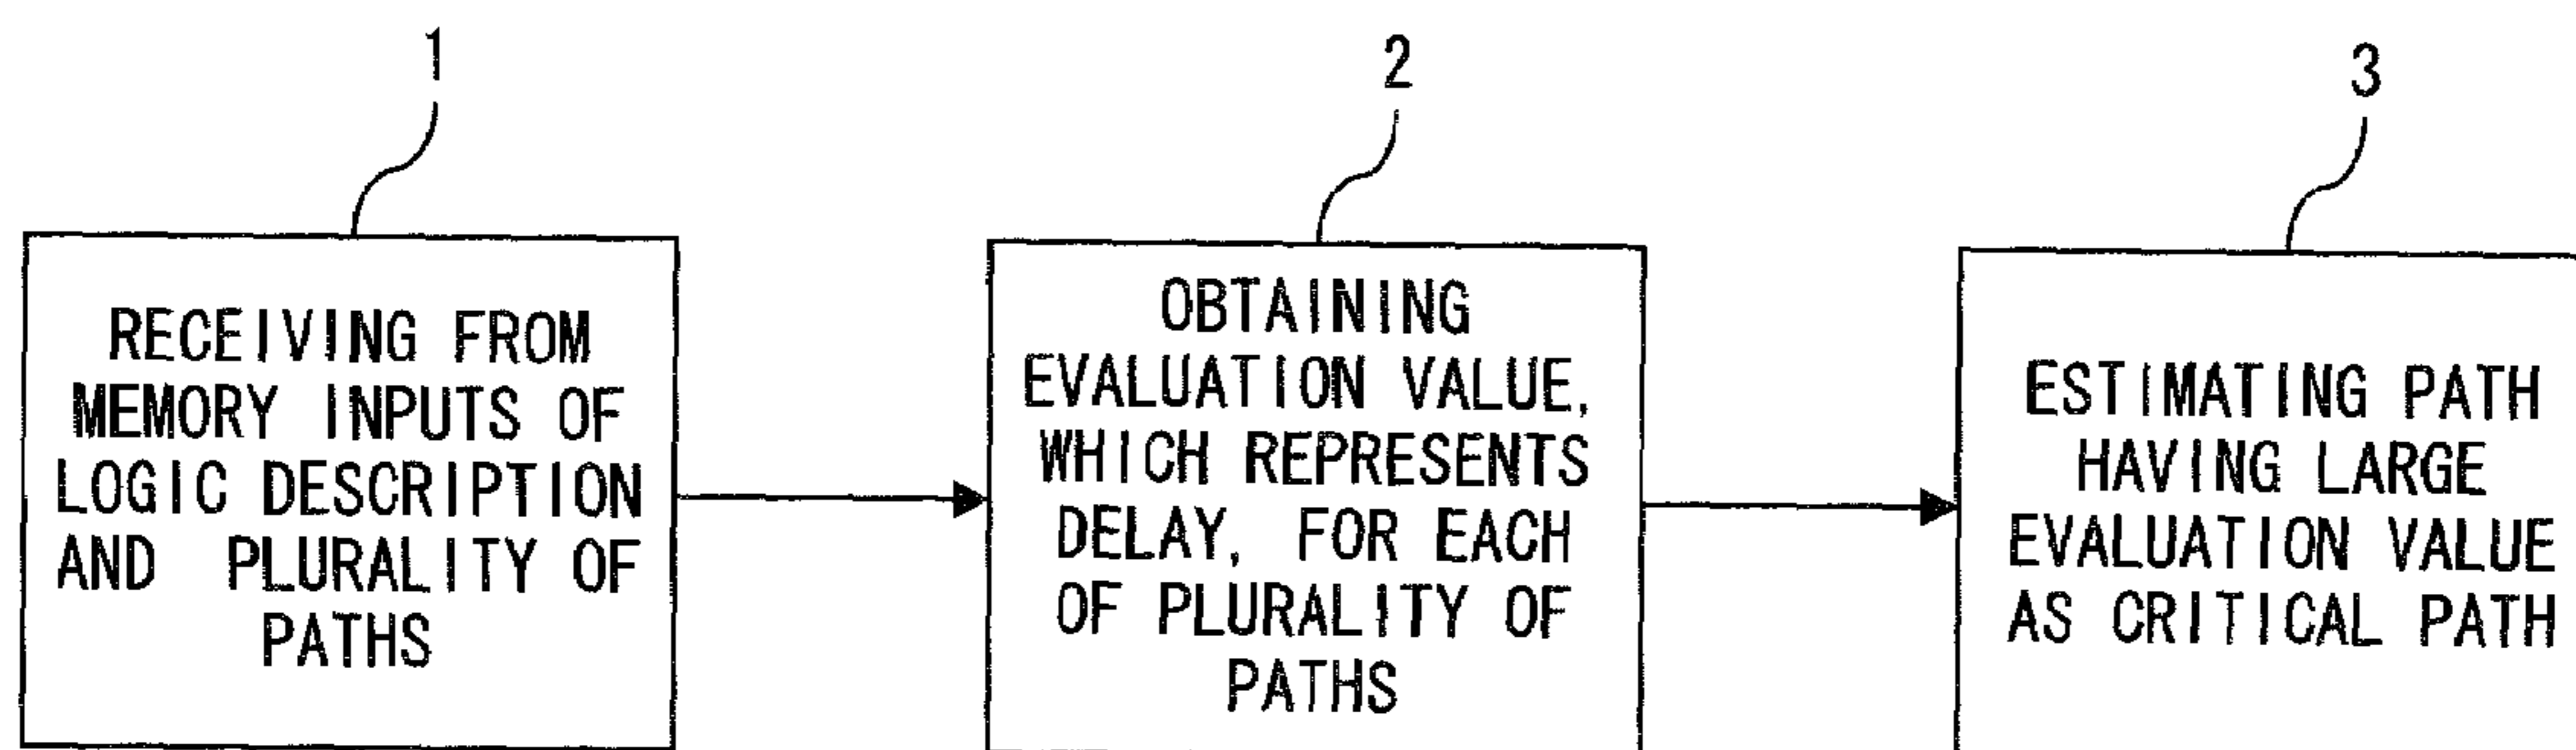 1
2
3
RECEIVING FROM
MEMORY INPUTS OF
LOGIC DESCRIPTION
AND PLURALITY OF
PATHS
OBTAINING
EVALUATION VALUE,
WHICH REPRESENTS
DELAY, FOR EACH
OF PLURALITY OF
PATHS
ESTIMATING PATH
HAVING LARGE
EVALUATION VALUE
AS CRITICAL PATH